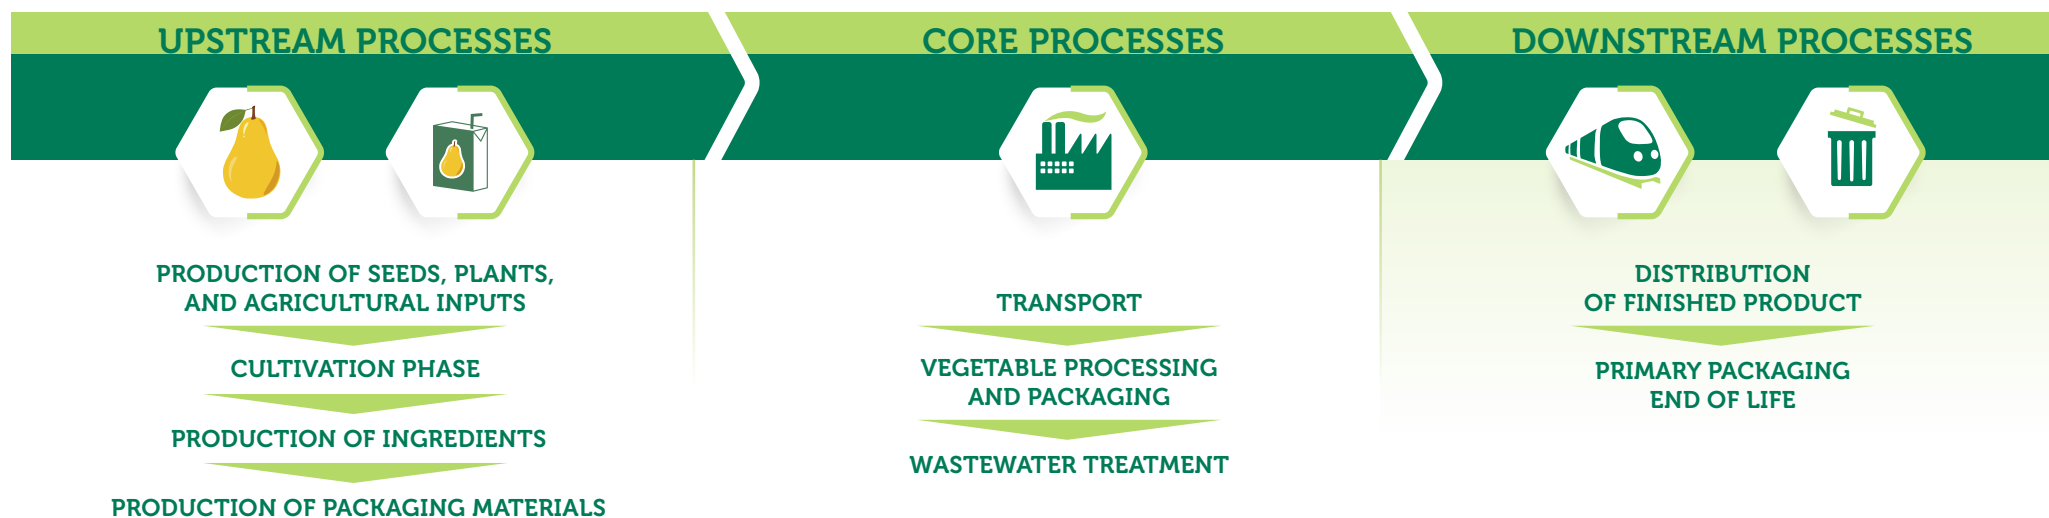 UPSTREAM PROCESSES
PRODUCTION OF SEEDS, PLANTS,
AND AGRICULTURAL INPUTS
CULTIVATION PHASE
PRODUCTION OF INGREDIENTS
PRODUCTION OF PACKAGING MATERIALS
CORE PROCESSES
TRANSPORT
VEGETABLE PROCESSING
AND PACKAGING
WASTEWATER TREATMENT
DOWNSTREAM PROCESSES
DISTRIBUTION
OF FINISHED PRODUCT
PRIMARY PACKAGING
END OF LIFE